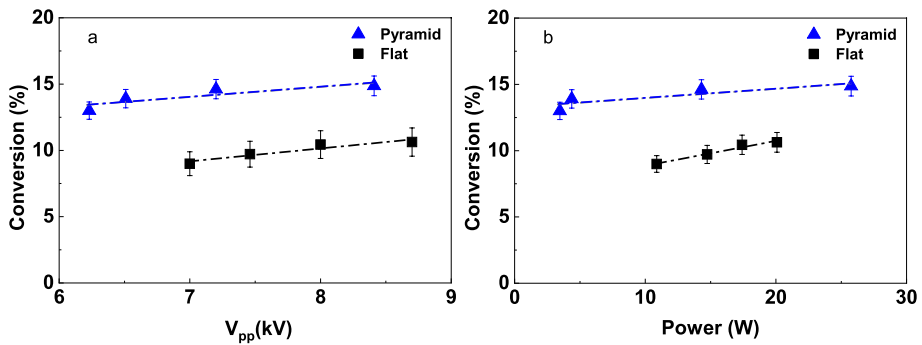 a
Pyramid
Flat
Conversion (%)
20
15
10
5
0
6
7
8
9
Vpp(kV)
b
Pyramid
Flat
Conversion (%)
20
15
10
5
0
0
10
20
30
Power (W)